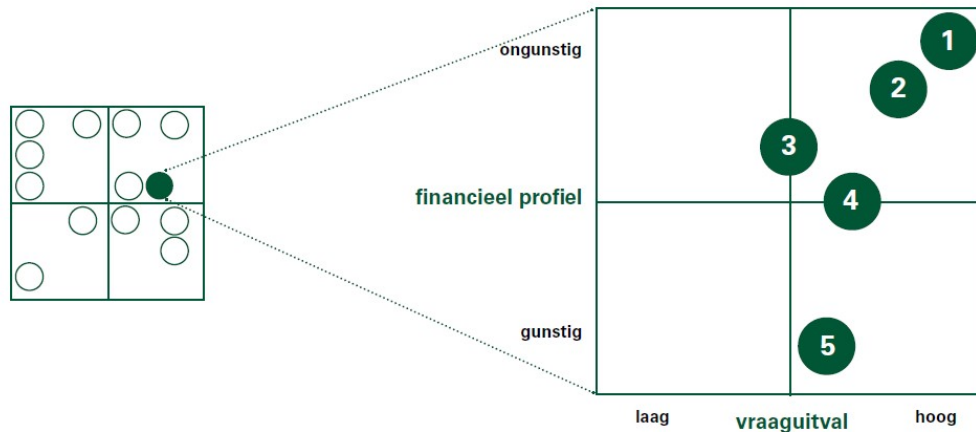 ongunstig
1
2
3
financieel profiel
4
gunstig
5
laag
vraaguitval
hoog